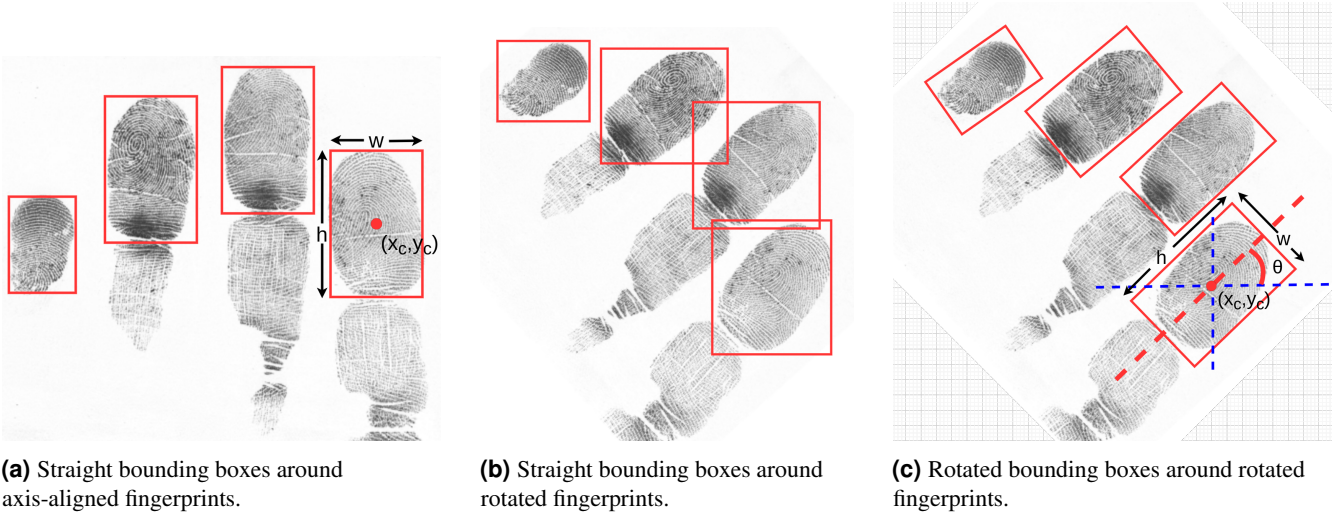 w
h
(xc,yc)
(a) Straight bounding boxes around
axis-aligned fingerprints.
(b) Straight bounding boxes around
rotated fingerprints.
h
w
θ
(xc,yc)
(c) Rotated bounding boxes around rotated
fingerprints.